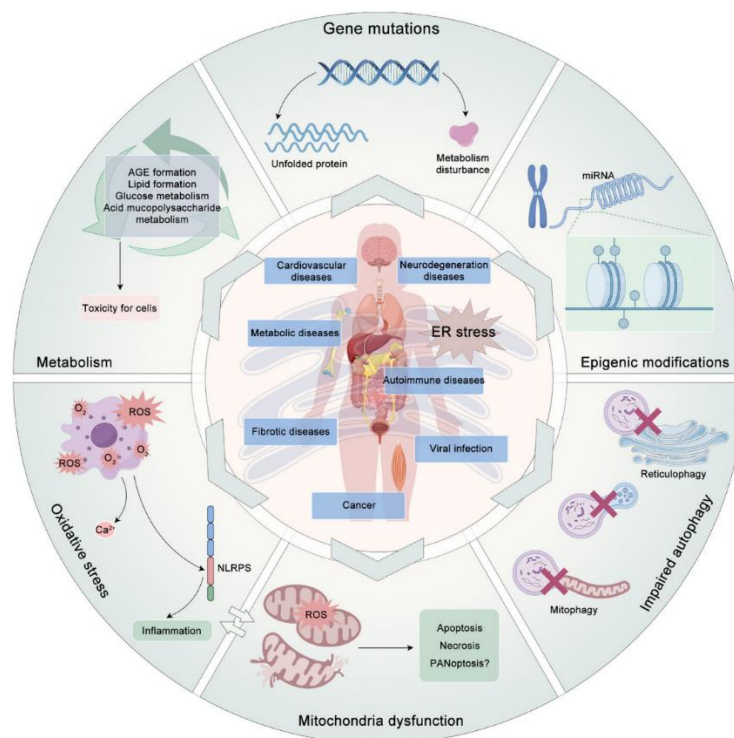 Gene mutations
Unfolded protein
Metabolism
disturbance
AGE formation
Lipid formation
Glucose metabolism
Acid mucopolysaccharide
metabolism
Toxicity for cells
Metabolism
miRNA
Epigenic modifications
Cardiovascular
diseases
Neurodegeneration
diseases
Metabolic diseases
ER stress
Autoimmune diseases
Fibrotic diseases
Viral infection
Cancer
O₂
ROS
ROS
O₂
O₂
Ca²⁺
NLRPS
Inflammation
Oxidative stress
ROS
Apoptosis
Necrosis
PANoptosis?
Mitochondria dysfunction
Reticulophagy
Mitophagy
Impaired autophagy